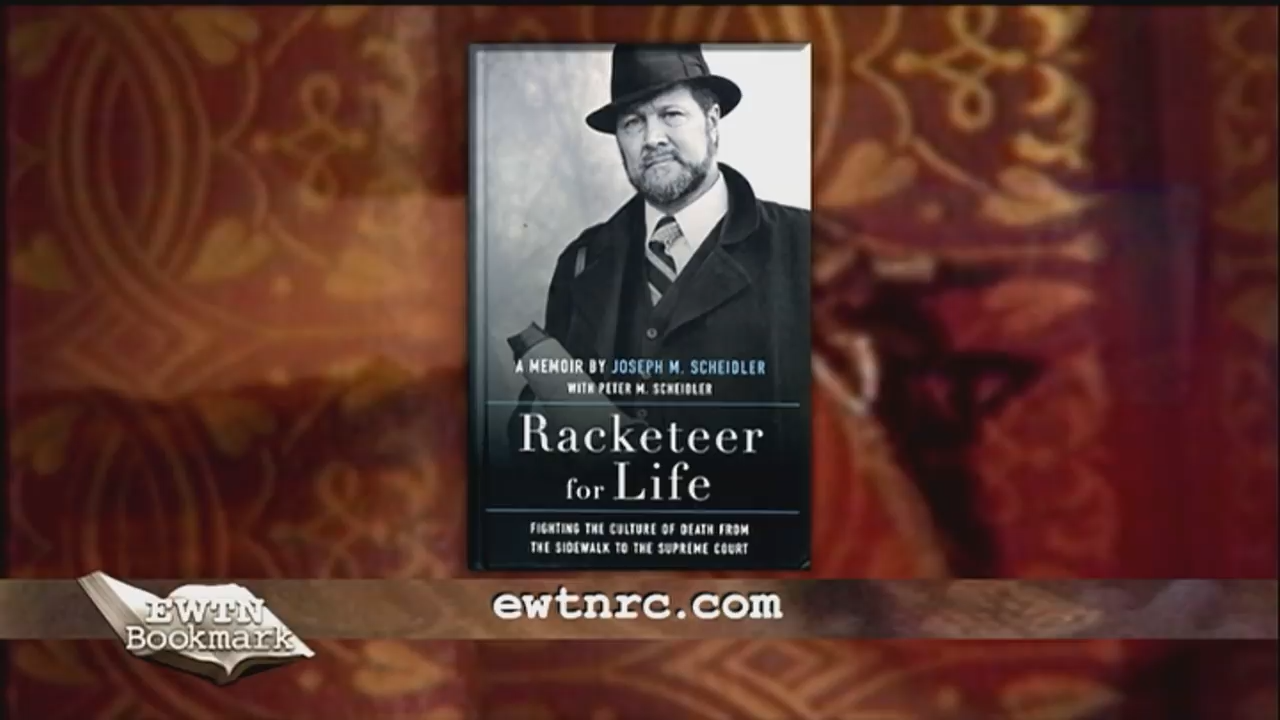 A MEMOIR BY JOSEPH M. SCHEIDLER
WITH PETER M. SCHEIDLER
Racketeer
for Life
FIGHTING THE CULTURE OF DEATH FROM
THE SIDEWALK TO THE SUPREME COURT
EWTN
Bookmark
ewtnrc.com